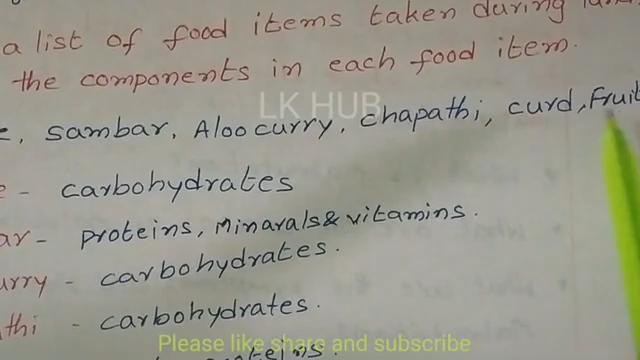 a list of food items taken during
the components in each food item.
LK HUB
sambar, Aloo curry, chapathi, curd, Fruit
e - carbohydrates
ar - proteins, Minarals & vitamins.
urry - carbohydrates.
thi - carbohydrates.
Please like share and subscribe